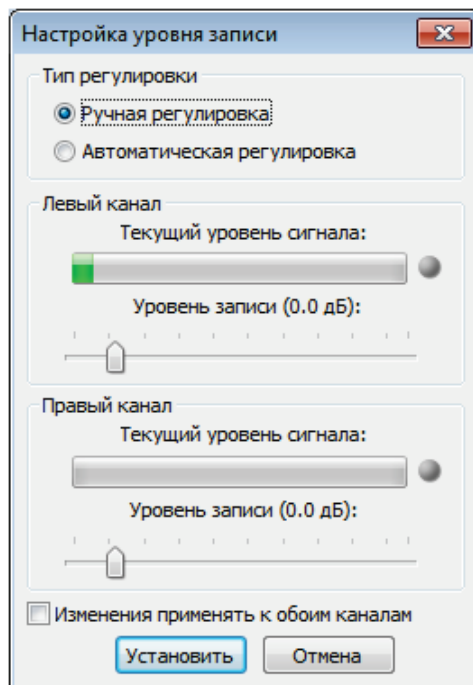 Настройка уровня записи
Тип регулировки
Ручная регулировка
Автоматическая регулировка
Левый канал
Текущий уровень сигнала:
Уровень записи (0.0 дБ):
Правый канал
Текущий уровень сигнала:
Уровень записи (0.0 дБ):
Изменения применять к обоим каналам
Установить
Отмена